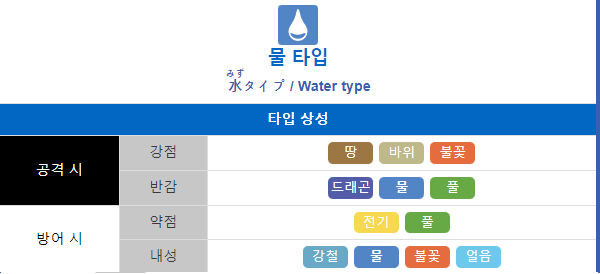 물 타입
みず
水タイプ / Water type
타입 상성
공격 시
강점 땅 바위 불꽃
반감 드래곤 물 풀
방어 시
약점 전기 풀
내성 강철 물 불꽃 얼음